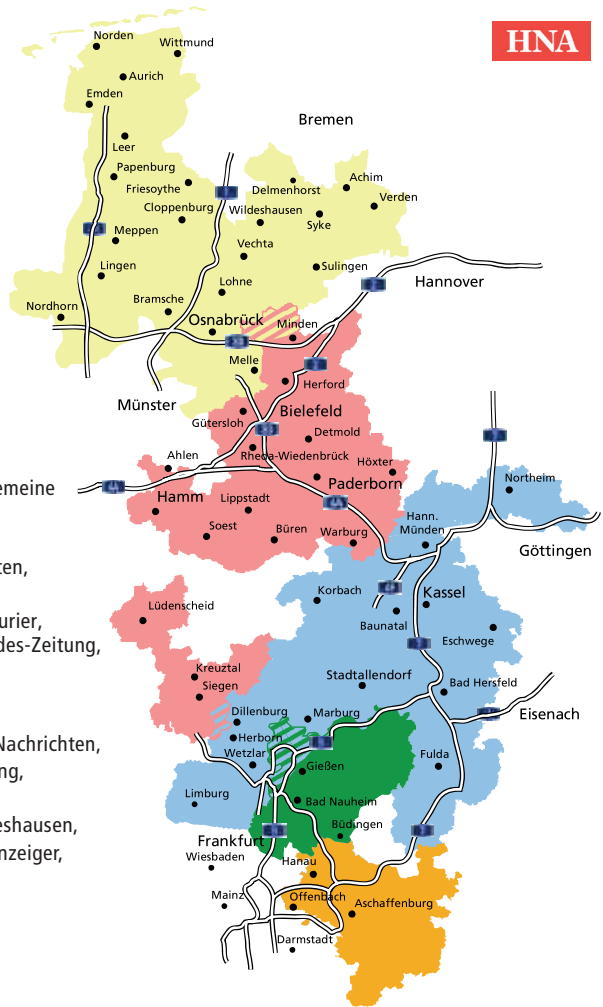 HNA
Norden
Wittmund
Aurich
Emden
Bremen
Leer
Papenburg
Friesoythe
Delmenhorst
Achim
Cloppenburg
Wildeshausen
Verden
Syke
Meppen
Vechta
Lingen
Sulingen
Hannover
Lohne
Nordhorn
Bramsche
Osnabrück
Minden
Melle
Herford
Münster
Bielefeld
Gütersloh
Detmold
Ahlen
Rheda-Wiedenbrück
Höxter
Paderborn
Northeim
emeine
Hamm
Lippstadt
Hann.
Münden
Soest
Büren
Warburg
Göttingen
ten,
Korbach
Kassel
Lüdenscheid
Baunatal
urier,
Eschwege
des-Zeitung,
Kreuztal
Stadtallendorf
Siegen
Bad Hersfeld
Dillenburg
Marburg
Eisenach
Herborn
Nachrichten,
Wetzlar
Fulda
ng,
Gießen
Limburg
Bad Nauheim
eshausen,
Büdingen
Frankfurt
nzeiger,
Wiesbaden
Hanau
Mainz
Offenbach
Aschaffenburg
Darmstadt